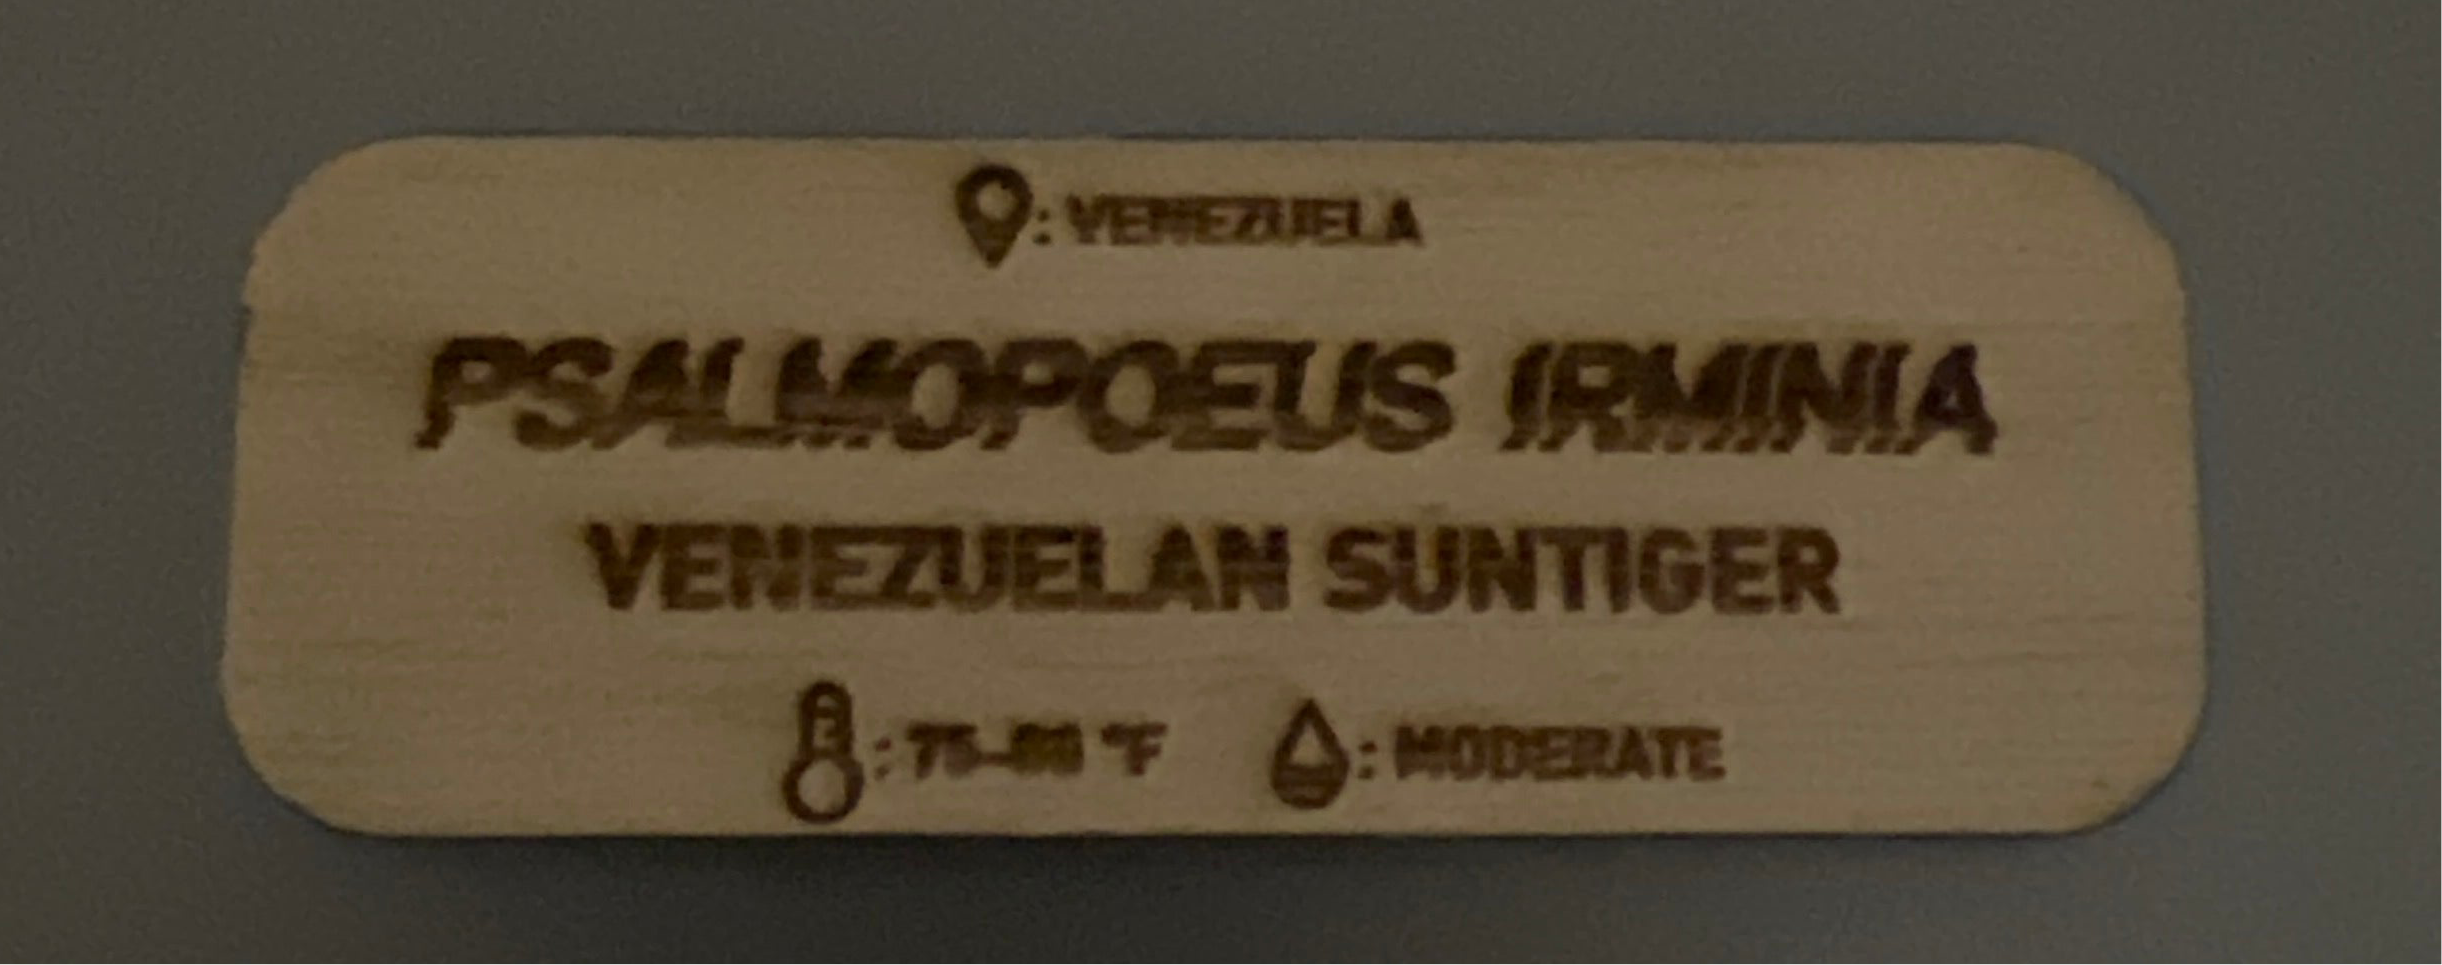 : VENEZUELA
PSALMOPOEUS IRMINIA
VENEZUELAN SUNTIGER
: °F : MODERATE